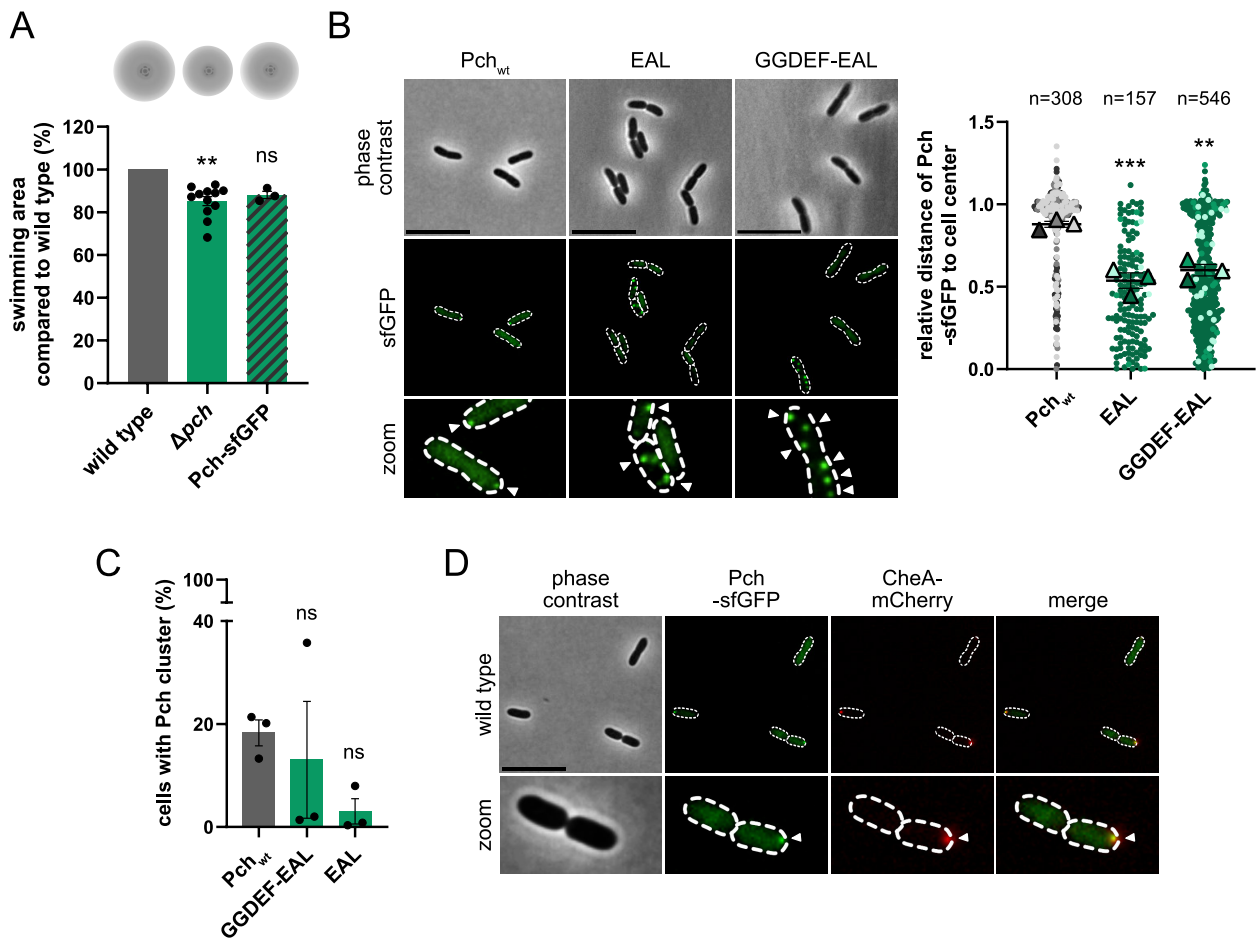 A
120
100
80
60
40
20
0
swimming area
compared to wild type (%)
**
ns
wild type
Δpch
Pch-sfGFP
B
Pchwt
EAL
GGDEF-EAL
phase
contrast
sfGFP
zoom
n=308
n=157
n=546
relative distance of Pch
-sfGFP to cell center
1.5
1.0
0.5
0.0
***
**
Pchwt
EAL
GGDEF-EAL
C
cells with Pch cluster (%)
100
40
20
0
ns
ns
Pchwt
GGDEF-EAL
EAL
D
phase
contrast
Pch
-sfGFP
CheA-
mCherry
merge
wild type
zoom